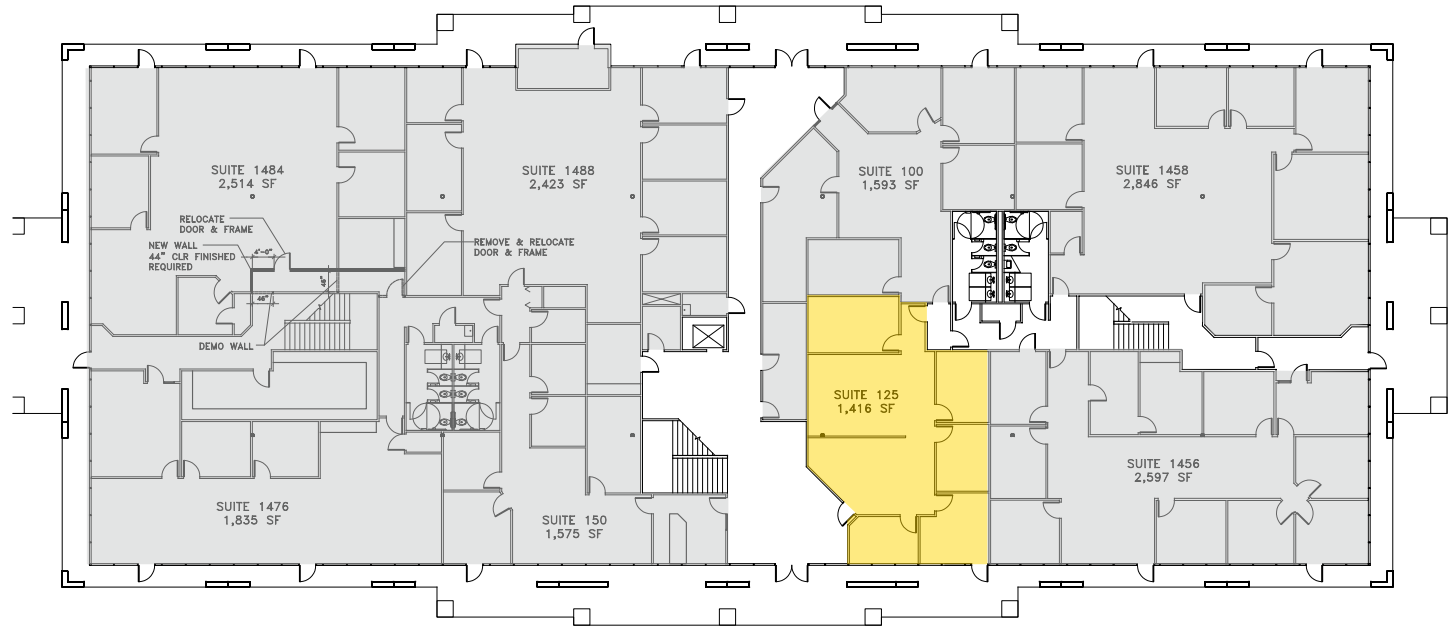 SUITE 1484
2,514 SF
SUITE 1488
2,423 SF
SUITE 100
1,593 SF
SUITE 1458
2,846 SF
RELOCATE
DOOR & FRAME
NEW WALL
44" CLR FINISHED
REQUIRED
4'-0"
REMOVE & RELOCATE
DOOR & FRAME
48"
46"
DEMO WALL
SUITE 125
1,416 SF
SUITE 1456
2,597 SF
SUITE 1476
1,835 SF
SUITE 150
1,575 SF